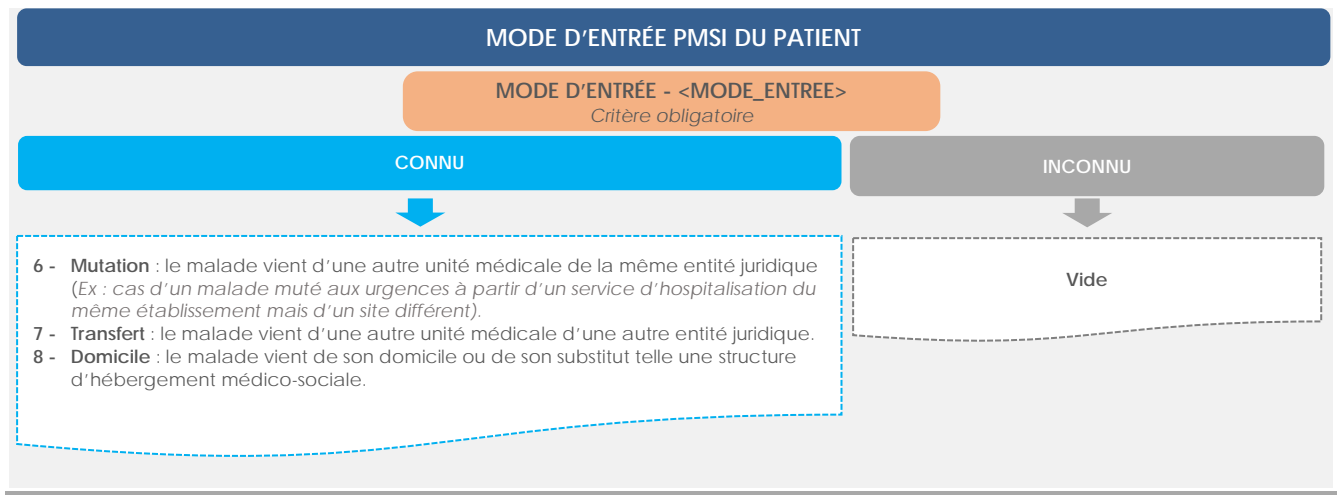 MODE D'ENTRÉE PMSI DU PATIENT
MODE D'ENTRÉE - <MODE_ENTREE>
Critère obligatoire
CONNU
INCONNU
6 - Mutation : le malade vient d'une autre unité médicale de la même entité juridique
(Ex : cas d'un malade muté aux urgences à partir d'un service d'hospitalisation du
même établissement mais d'un site différent).
7 - Transfert : le malade vient d'une autre unité médicale d'une autre entité juridique.
8 - Domicile : le malade vient de son domicile ou de son substitut telle une structure
d'hébergement médico-sociale.
Vide